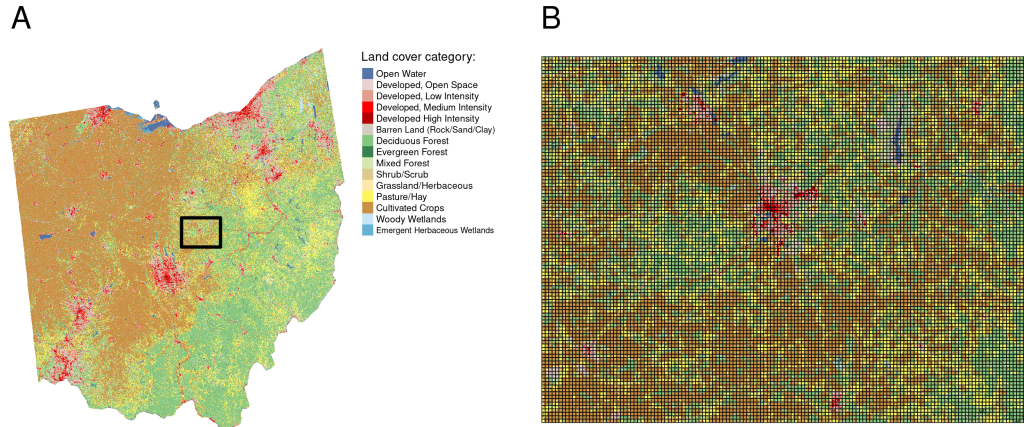 A
B
Land cover category:
Open Water
Developed, Open Space
Developed, Low Intensity
Developed, Medium Intensity
Developed High Intensity
Barren Land (Rock/Sand/Clay)
Deciduous Forest
Evergreen Forest
Mixed Forest
Shrub/Scrub
Grassland/Herbaceous
Pasture/Hay
Cultivated Crops
Woody Wetlands
Emergent Herbaceous Wetlands